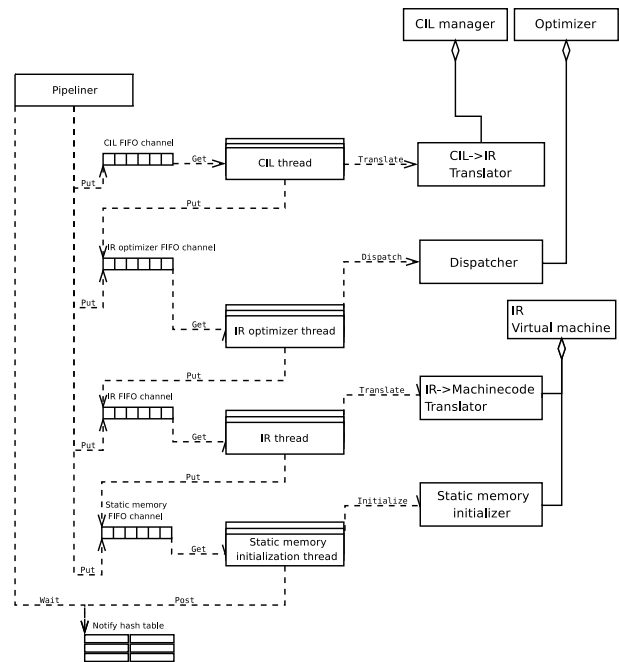 CIL manager
Optimizer
Pipeliner
CIL FIFO channel
Get
CIL thread
Translate
CIL->IR
Translator
Put
Put
IR optimizer FIFO channel
Dispatch
Dispatcher
Put
Get
IR optimizer thread
IR
Virtual machine
Put
IR FIFO channel
Translate
IR->Machinecode
Translator
Put
Get
IR thread
Put
Static memory
FIFO channel
Initialize
Static memory
initializer
Get
Static memory
initialization thread
Put
Wait
Post
Notify hash table